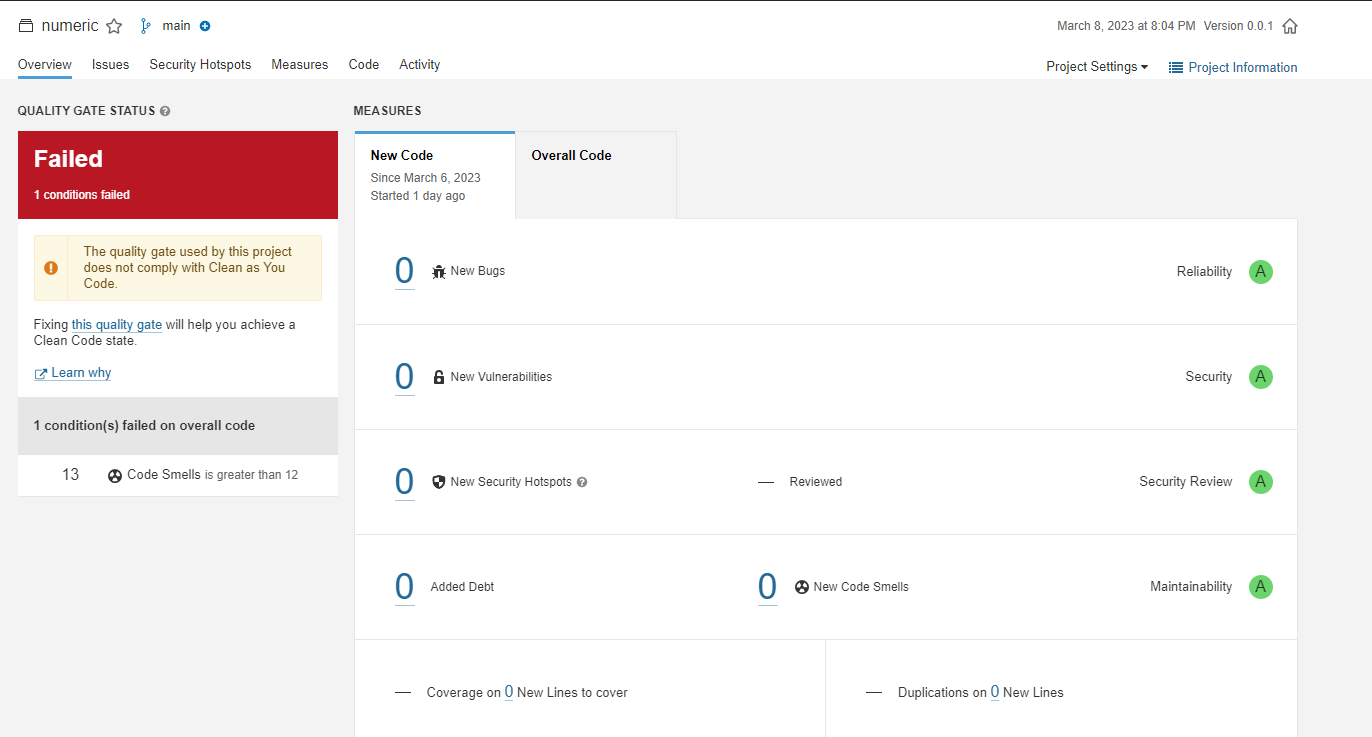 numeric main March 8, 2023 at 8:04 PM Version 0.0.1
Overview Issues Security Hotspots Measures Code Activity Project Settings Project Information
QUALITY GATE STATUS ?
Failed
1 conditions failed
The quality gate used by this project
does not comply with Clean as You
Code.
Fixing this quality gate will help you achieve a
Clean Code state.
Learn why
1 condition(s) failed on overall code
13 Code Smells is greater than 12
MEASURES
New Code
Since March 6, 2023
Started 1 day ago
Overall Code
0 New Bugs Reliability A
0 New Vulnerabilities Security A
0 New Security Hotspots ? — Reviewed Security Review A
0 Added Debt 0 New Code Smells Maintainability A
— Coverage on 0 New Lines to cover
— Duplications on 0 New Lines